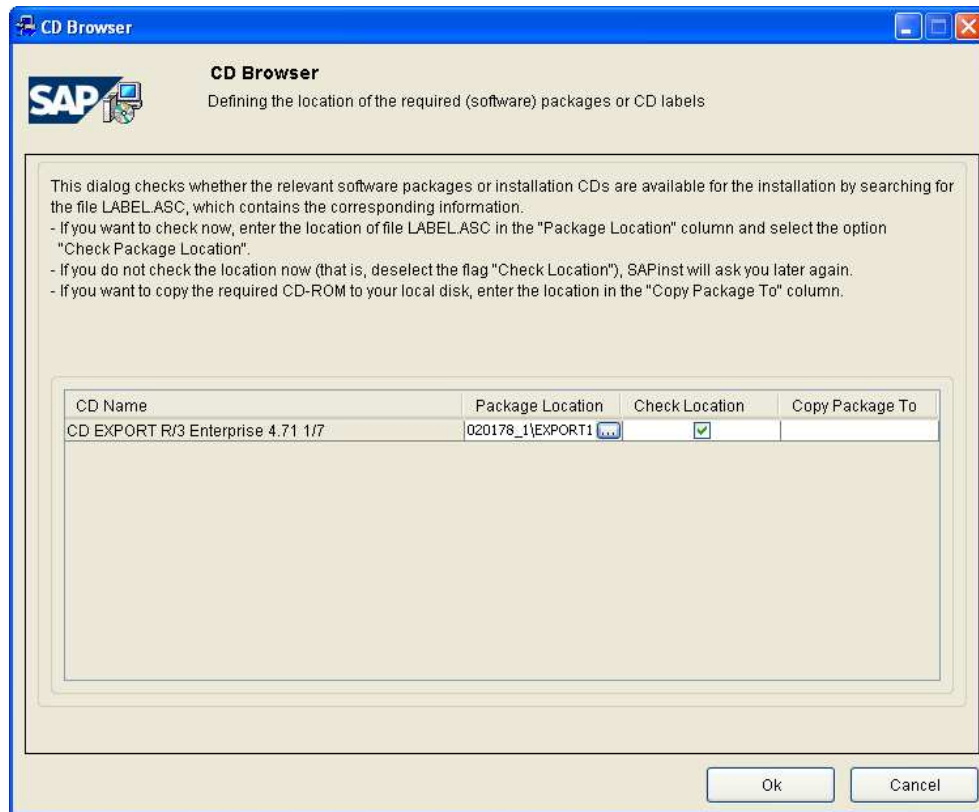 CD Browser
SAP
CD Browser
Defining the location of the required (software) packages or CD labels
This dialog checks whether the relevant software packages or installation CDs are available for the installation by searching for
the file LABEL.ASC, which contains the corresponding information.
- If you want to check now, enter the location of file LABEL.ASC in the "Package Location" column and select the option
"Check Package Location".
- If you do not check the location now (that is, deselect the flag "Check Location"), SAPinst will ask you later again.
- If you want to copy the required CD-ROM to your local disk, enter the location in the "Copy Package To" column.
CD Name Package Location Check Location Copy Package To
CD EXPORT R/3 Enterprise 4.71 1/7 020178_1\EXPORT1 ...
Ok Cancel